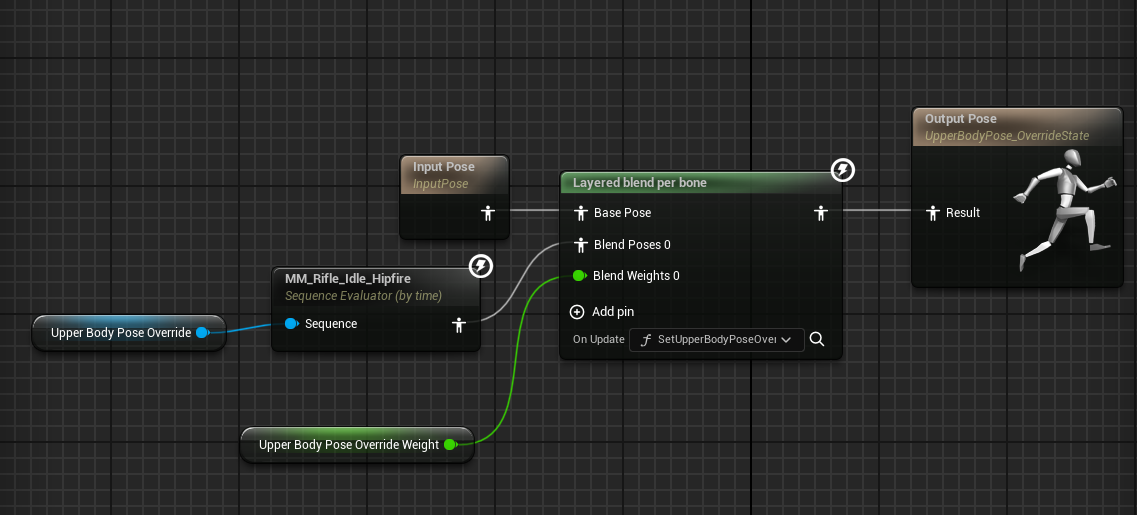 Output Pose
UpperBodyPose_OverrideState
Result
Input Pose
InputPose
Layered blend per bone
Base Pose
Blend Poses 0
Blend Weights 0
Add pin
On Update
SetUpperBodyPoseOver
MM_Rifle_Idle_Hipfire
Sequence Evaluator (by time)
Sequence
Upper Body Pose Override
Upper Body Pose Override Weight